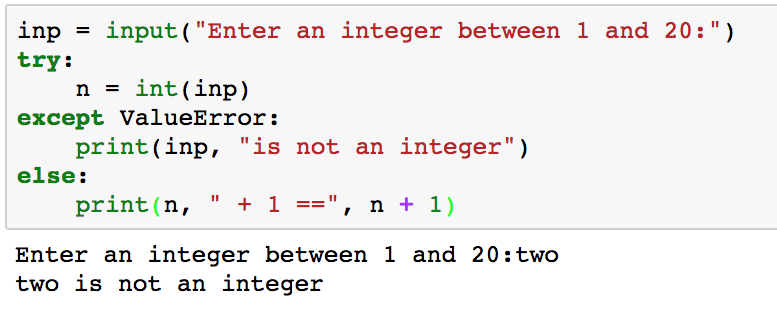 inp = input("Enter an integer between 1 and 20:")
try:
    n = int(inp)
except ValueError:
    print(inp, "is not an integer")
else:
    print(n, " + 1 ==", n + 1)
Enter an integer between 1 and 20:two
two is not an integer